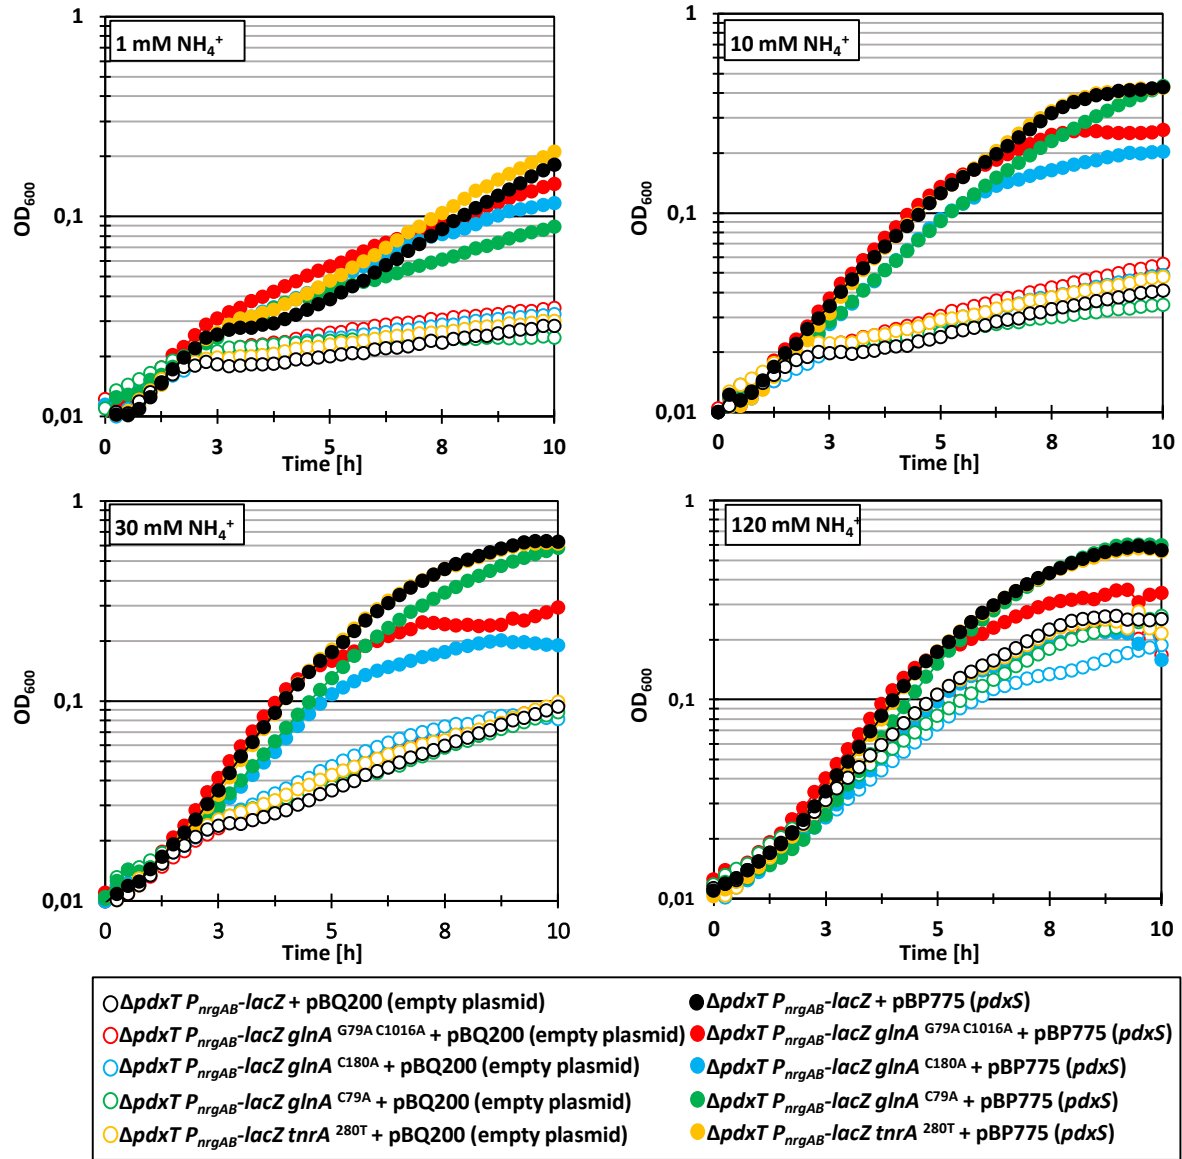 1 mM NH₄⁺
1
0,1
0,01
OD₆₀₀
0 3 5 8 10
Time [h]
10 mM NH₄⁺
1
0,1
0,01
OD₆₀₀
0 3 5 8 10
Time [h]
30 mM NH₄⁺
1
0,1
0,01
OD₆₀₀
0 3 5 8 10
Time [h]
120 mM NH₄⁺
1
0,1
0,01
OD₆₀₀
0 3 5 8 10
Time [h]
ΔpdxT PnrgAB-lacZ + pBQ200 (empty plasmid)
ΔpdxT PnrgAB-lacZ glnA G79A C1016A + pBQ200 (empty plasmid)
ΔpdxT PnrgAB-lacZ glnA C180A + pBQ200 (empty plasmid)
ΔpdxT PnrgAB-lacZ glnA C79A + pBQ200 (empty plasmid)
ΔpdxT PnrgAB-lacZ tnrA 280T + pBQ200 (empty plasmid)
ΔpdxT PnrgAB-lacZ + pBP775 (pdxS)
ΔpdxT PnrgAB-lacZ glnA G79A C1016A + pBP775 (pdxS)
ΔpdxT PnrgAB-lacZ glnA C180A + pBP775 (pdxS)
ΔpdxT PnrgAB-lacZ glnA C79A + pBP775 (pdxS)
ΔpdxT PnrgAB-lacZ tnrA 280T + pBP775 (pdxS)